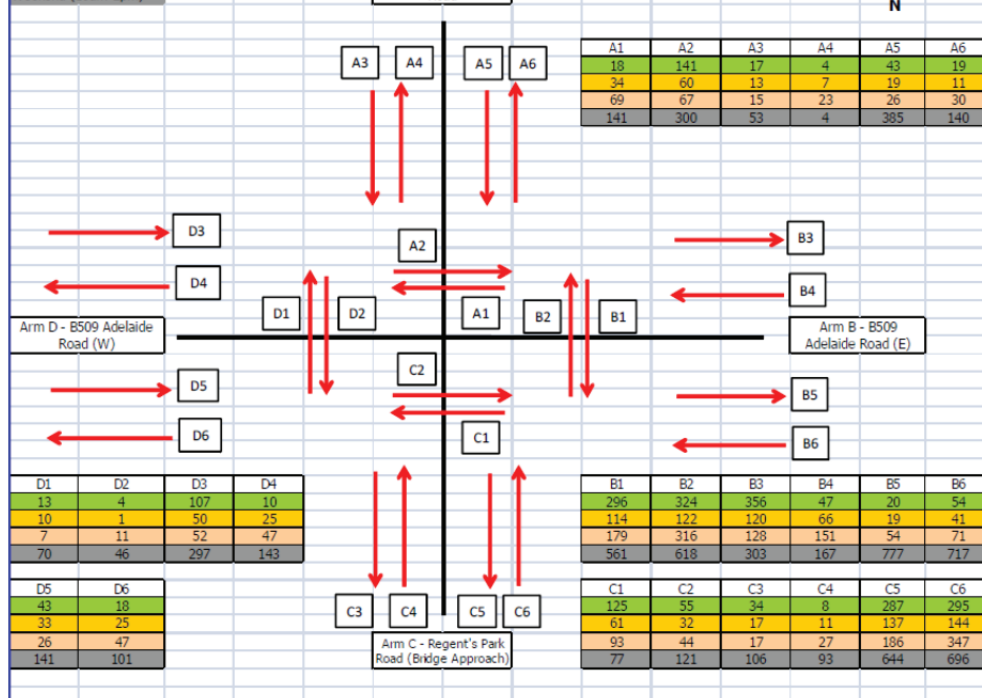 N
A3 A4 A5 A6
A1 A2 A3 A4 A5 A6
18 141 17 4 43 19
34 60 13 7 19 11
69 67 15 23 26 30
141 300 53 4 385 140
D3
A2
B3
D4
B4
D1 D2 A1 B2 B1
Arm D - B509 Adelaide
Road (W)
Arm B - B509
Adelaide Road (E)
C2
D5
B5
D6
C1
B6
D1 D2 D3 D4
13 4 107 10
10 1 50 25
7 11 52 47
70 46 297 143
B1 B2 B3 B4 B5 B6
296 324 356 47 20 54
114 122 120 66 19 41
179 316 128 151 54 71
561 618 303 167 777 717
D5 D6
43 18
33 25
26 47
141 101
C3 C4 C5 C6
Arm C - Regent's Park
Road (Bridge Approach)
C1 C2 C3 C4 C5 C6
125 55 34 8 287 295
61 32 17 11 137 144
93 44 17 27 186 347
77 121 106 93 644 696